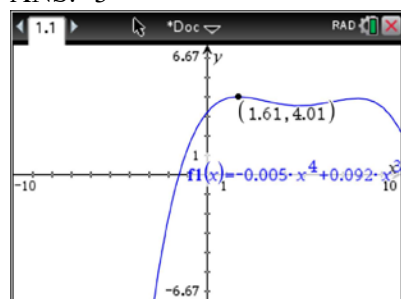 1.1 *Doc RAD
6.67 y
(1.61,4.01)
1
f1(x)=-0.005·x^4+0.092·x^3
x
-10 1 10
-6.67